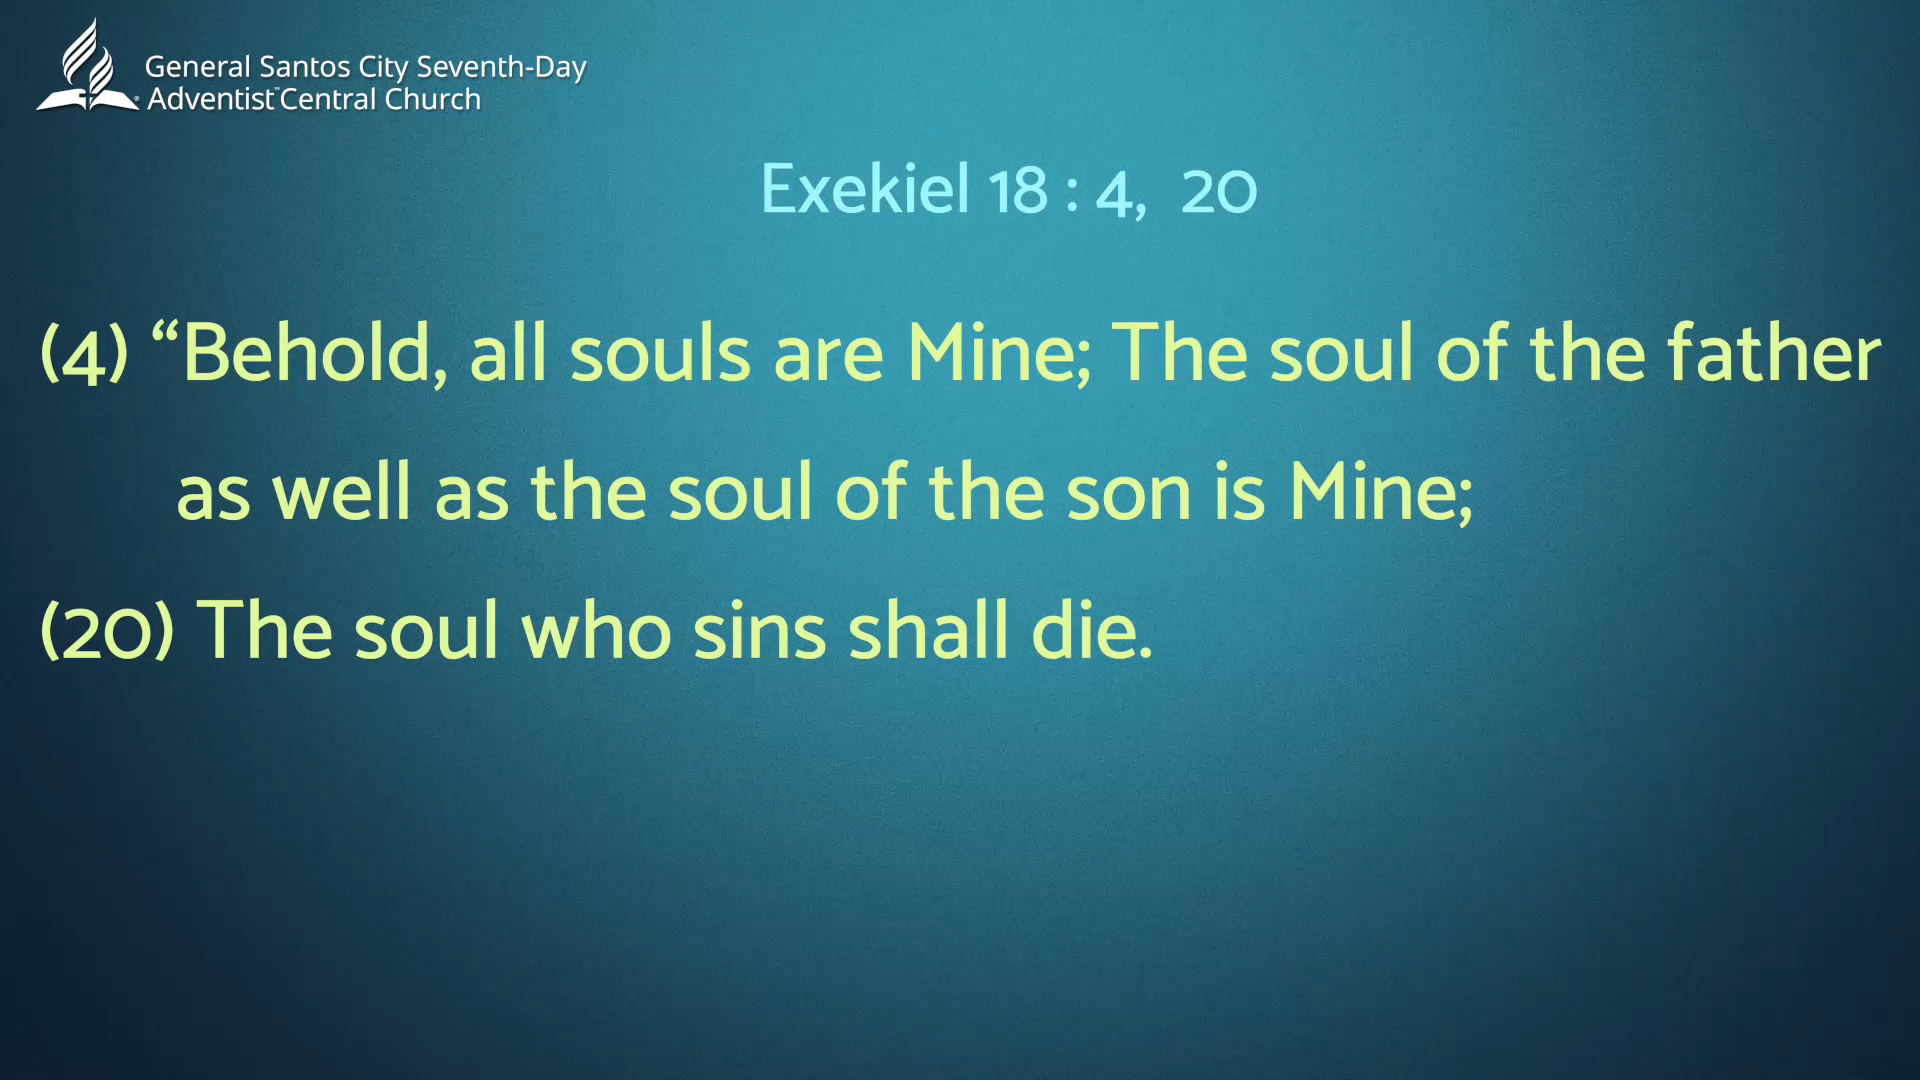 General Santos City Seventh-Day
Adventist™ Central Church
Exekiel 18 : 4, 20
(4) “Behold, all souls are Mine; The soul of the father
as well as the soul of the son is Mine;
(20) The soul who sins shall die.